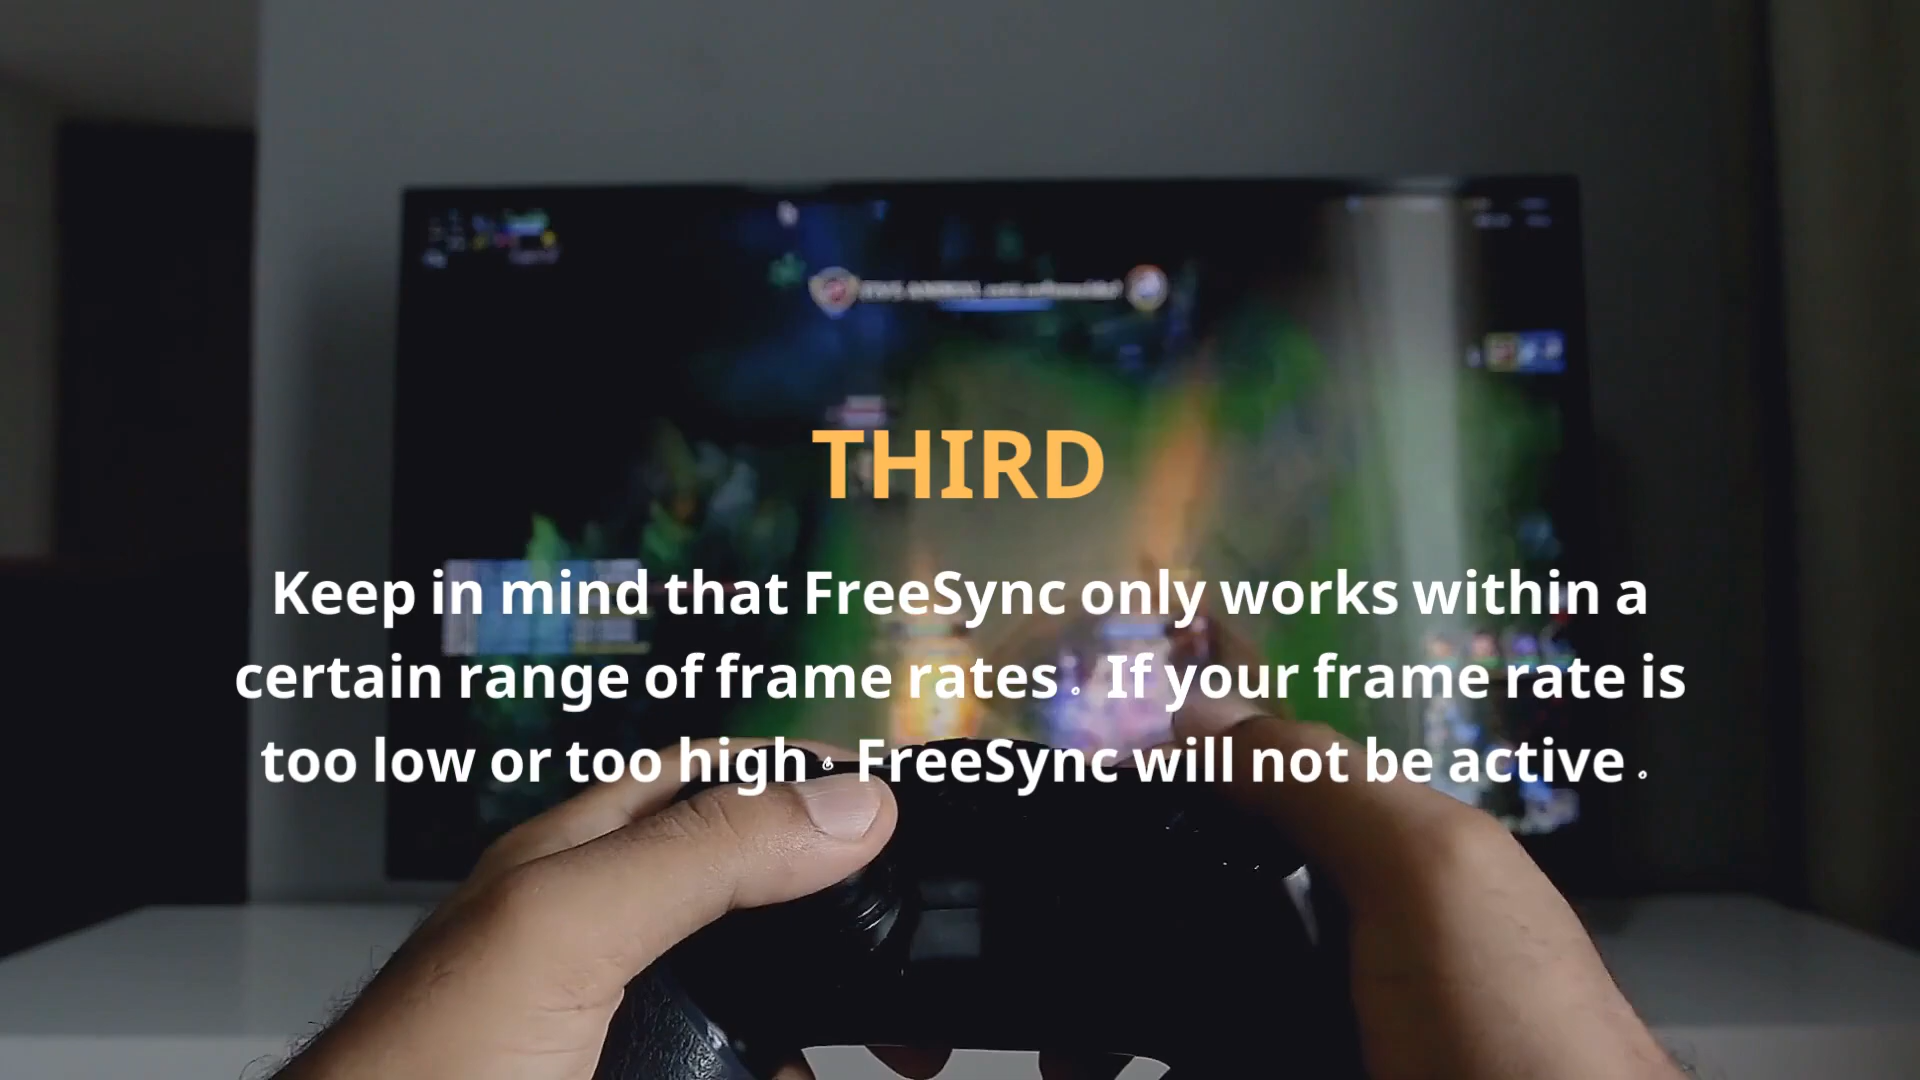 THIRD
Keep in mind that FreeSync only works within a
certain range of frame rates。If your frame rate is
too low or too high。FreeSync will not be active。